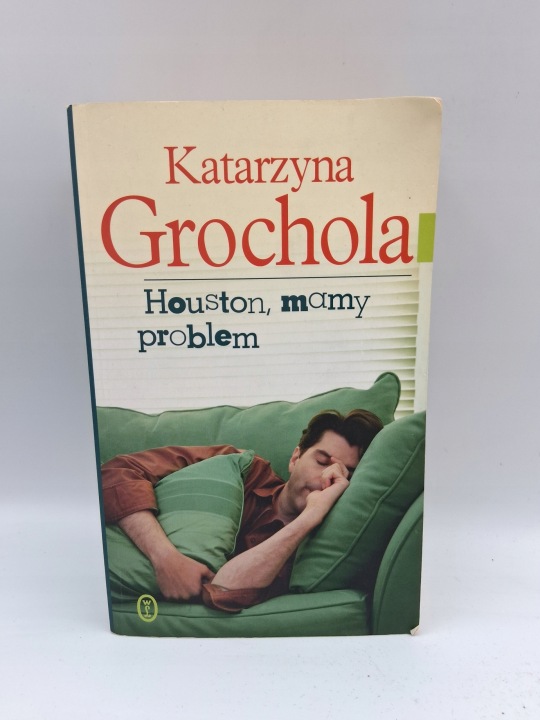 Katarzyna
Grochola
Houston, mamy
problem
W
L